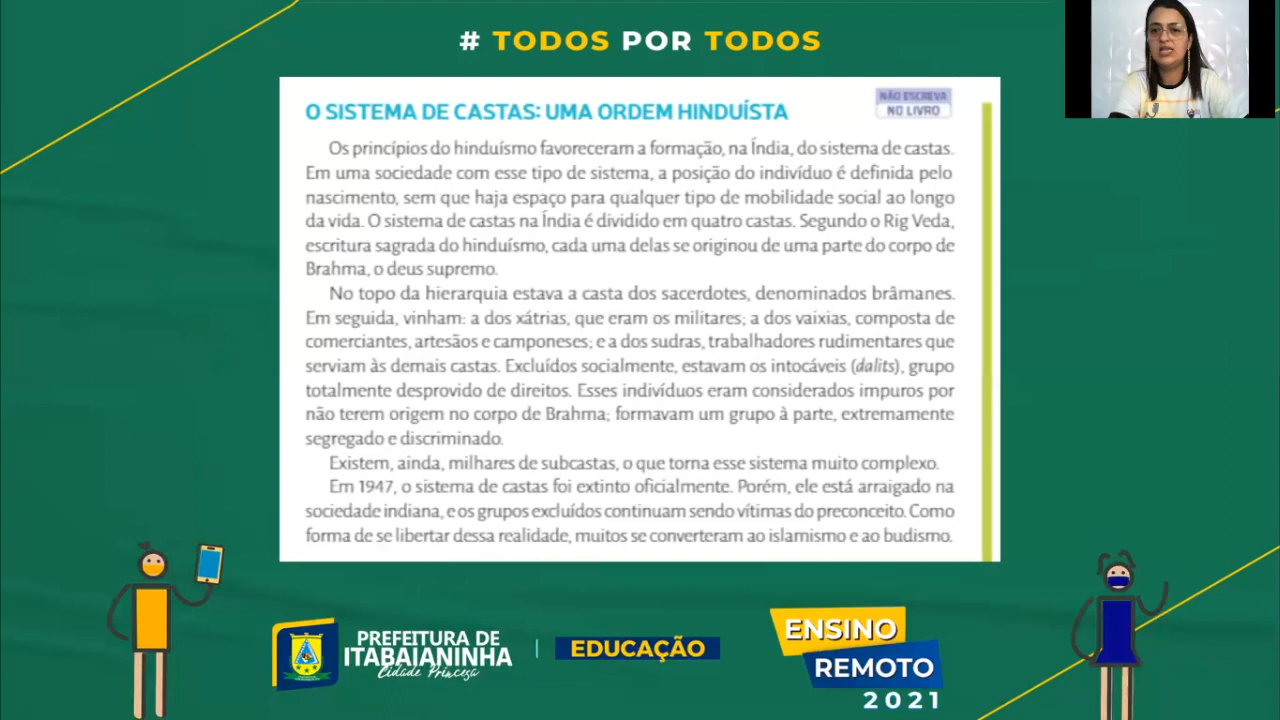 # TODOS POR TODOS
O SISTEMA DE CASTAS: UMA ORDEM HINDUÍSTA
NÃO ESCREVA
NO LIVRO
Os princípios do hinduísmo favoreceram a formação, na Índia, do sistema de castas.
Em uma sociedade com esse tipo de sistema, a posição do indivíduo é definida pelo
nascimento, sem que haja espaço para qualquer tipo de mobilidade social ao longo
da vida. O sistema de castas na Índia é dividido em quatro castas. Segundo o Rig Veda,
escritura sagrada do hinduísmo, cada uma delas se originou de uma parte do corpo de
Brahma, o deus supremo.
No topo da hierarquia estava a casta dos sacerdotes, denominados brâmanes.
Em seguida, vinham: a dos xátrias, que eram os militares; a dos vaixias, composta de
comerciantes, artesãos e camponeses; e a dos sudras, trabalhadores rudimentares que
serviam às demais castas. Excluídos socialmente, estavam os intocáveis (dalits), grupo
totalmente desprovido de direitos. Esses indivíduos eram considerados impuros por
não terem origem no corpo de Brahma; formavam um grupo à parte, extremamente
segregado e discriminado.
Existem, ainda, milhares de subcastas, o que torna esse sistema muito complexo.
Em 1947, o sistema de castas foi extinto oficialmente. Porém, ele está arraigado na
sociedade indiana, e os grupos excluídos continuam sendo vítimas do preconceito. Como
forma de se libertar dessa realidade, muitos se converteram ao islamismo e ao budismo.
PREFEITURA DE
ITABAIANINHA
Cidade Princesa
EDUCAÇÃO
ENSINO
REMOTO
2021